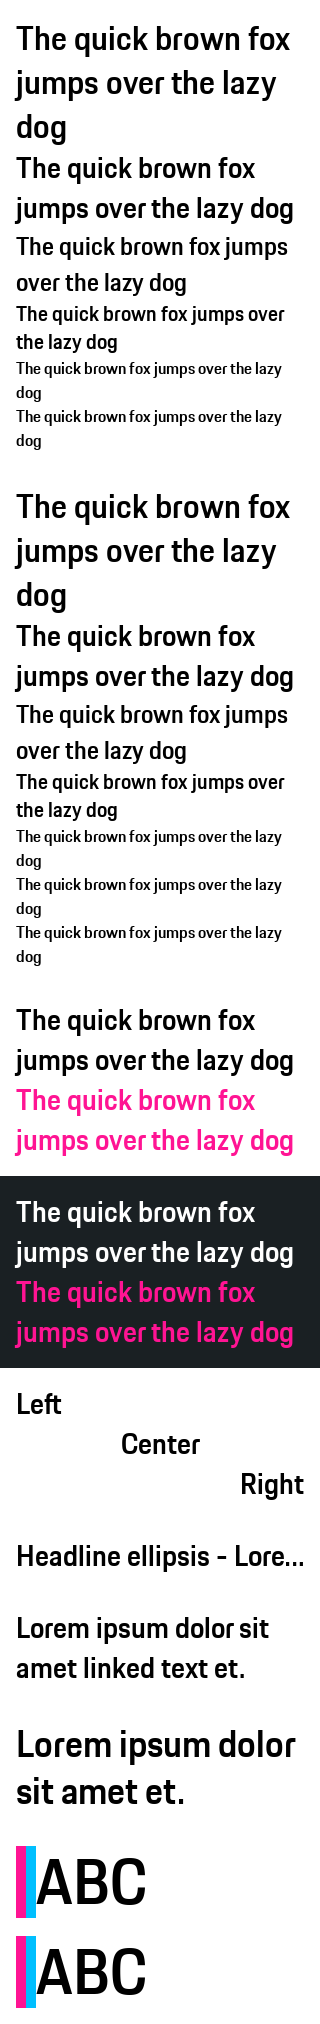 The quick brown fox
jumps over the lazy
dog
The quick brown fox
jumps over the lazy dog
The quick brown fox jumps
over the lazy dog
The quick brown fox jumps over
the lazy dog
The quick brown fox jumps over the lazy
dog
The quick brown fox jumps over the lazy
dog
The quick brown fox
jumps over the lazy
dog
The quick brown fox
jumps over the lazy dog
The quick brown fox jumps
over the lazy dog
The quick brown fox jumps over
the lazy dog
The quick brown fox jumps over the lazy
dog
The quick brown fox jumps over the lazy
dog
The quick brown fox jumps over the lazy
dog
The quick brown fox
jumps over the lazy dog
The quick brown fox
jumps over the lazy dog
The quick brown fox
jumps over the lazy dog
The quick brown fox
jumps over the lazy dog
Left
Center
Right
Headline ellipsis - Lore...
Lorem ipsum dolor sit
amet linked text et.
Lorem ipsum dolor
sit amet et.
ABC
ABC